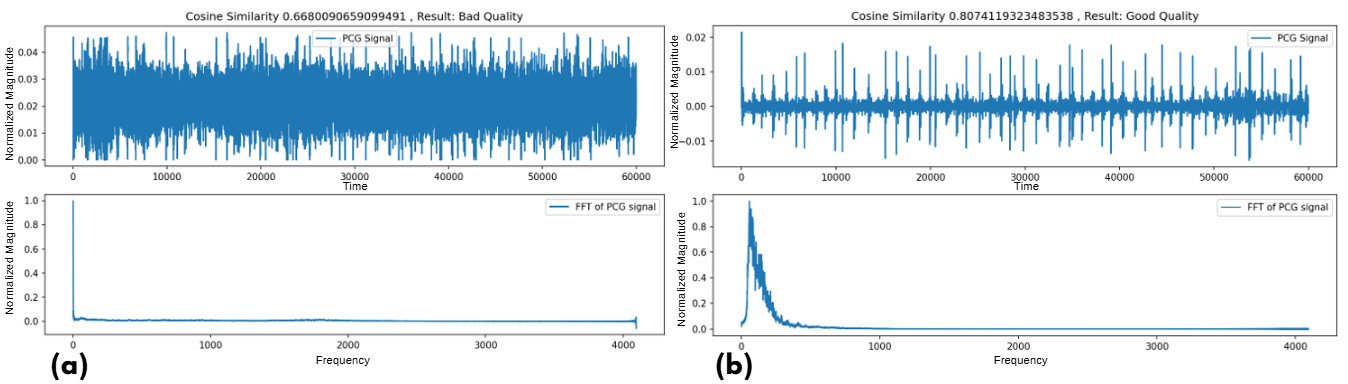 Cosine Similarity 0.6680090659099491 , Result: Bad Quality
Normalized Magnitude
0.04
0.03
0.02
0.01
0.00
PCG Signal
0 10000 20000 30000 40000 50000 60000
Time
Normalized Magnitude
1.0
0.8
0.6
0.4
0.2
0.0
FFT of PCG signal
0 1000 2000 3000 4000
Frequency
(a)
Cosine Similarity 0.8074119323483538 , Result: Good Quality
Normalized Magnitude
0.02
0.01
0.00
−0.01
PCG Signal
0 10000 20000 30000 40000 50000 60000
Time
Normalized Magnitude
1.0
0.8
0.6
0.4
0.2
0.0
FFT of PCG signal
0 1000 2000 3000 4000
Frequency
(b)